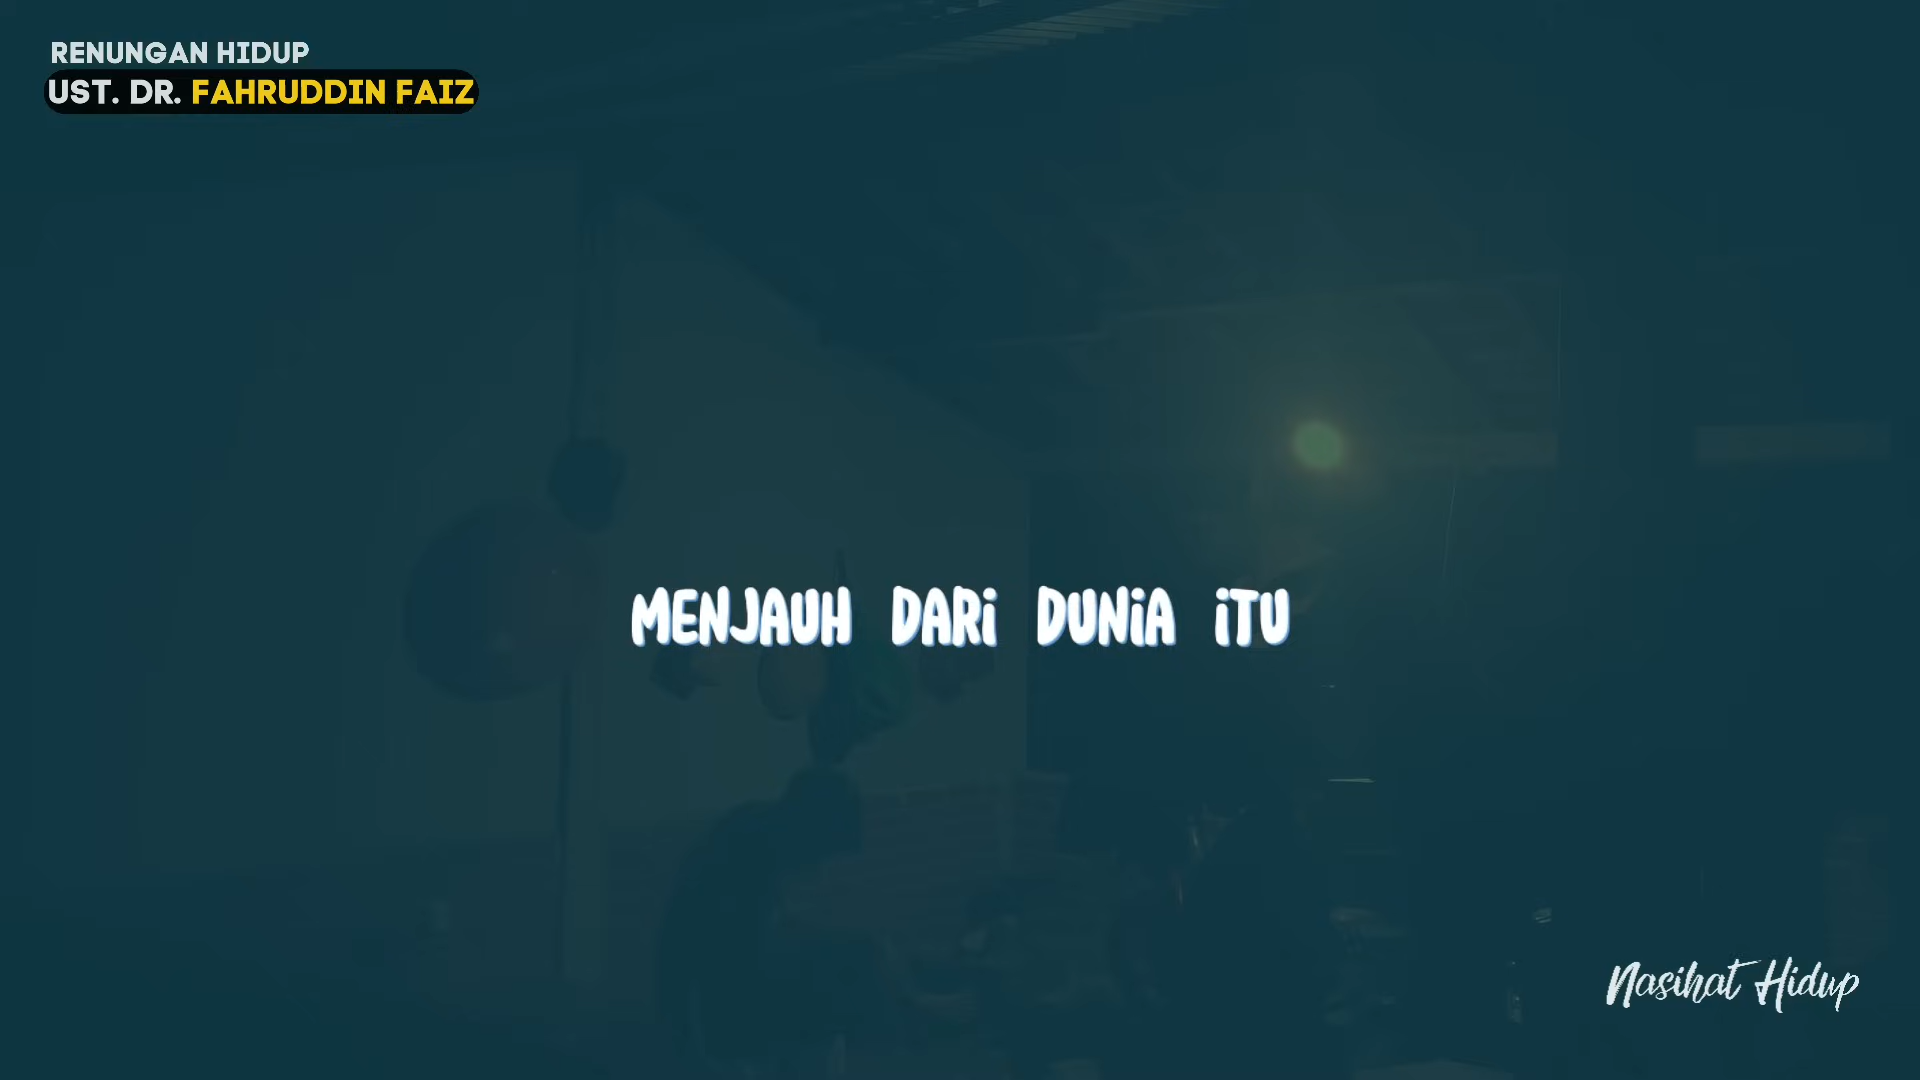 RENUNGAN HIDUP
UST. DR. FAHRUDDIN FAIZ
MENJAUH DARI DUNIA ITU
Nasihat Hidup